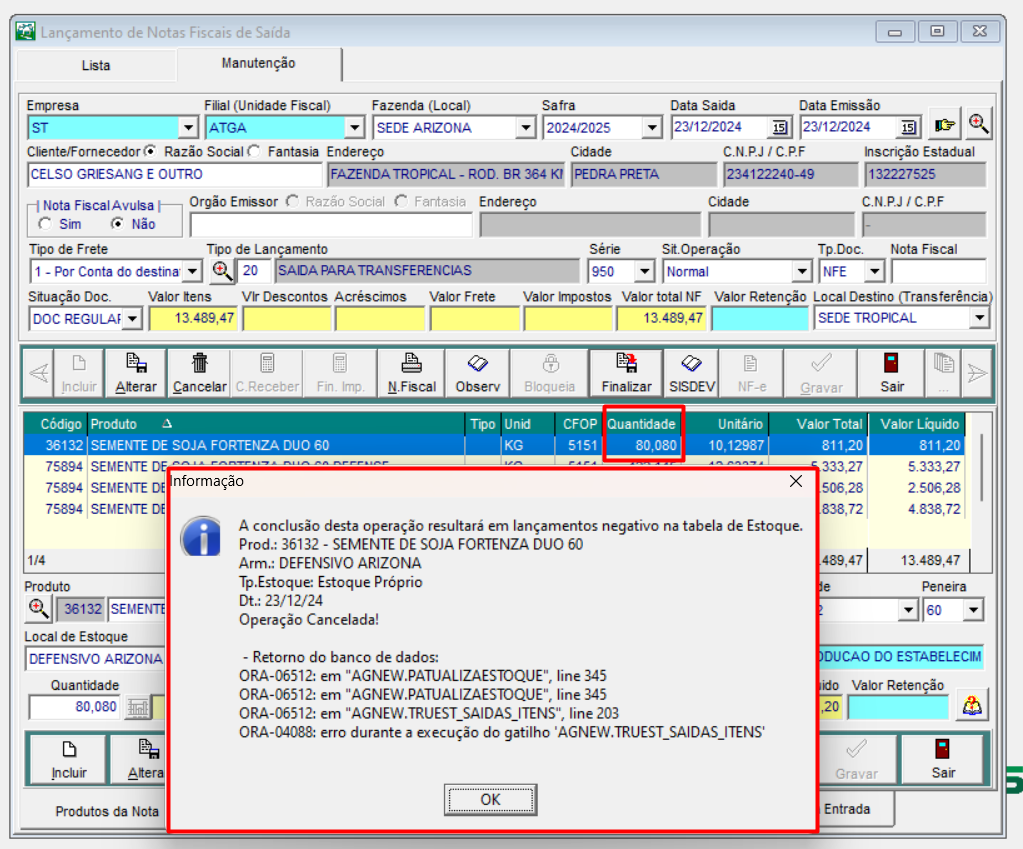 Lançamento de Notas Fiscais de Saída
Lista Manutenção
Empresa Filial (Unidade Fiscal) Fazenda (Local) Safra Data Saida Data Emissão
ST ATGA SEDE ARIZONA 2024/2025 23/12/2024 15 23/12/2024 15
Cliente/Fornecedor Razão Social Fantasia Endereço Cidade C.N.P.J / C.P.F Inscrição Estadual
CELSO GRIESANG E OUTRO FAZENDA TROPICAL - ROD. BR 364 KM PEDRA PRETA 234122240-49 132227525
Nota Fiscal Avulsa Orgão Emissor Razão Social Fantasia Endereço Cidade C.N.P.J / C.P.F
Sim Não -
Tipo de Frete Tipo de Lançamento Série Sit.Operação Tp.Doc. Nota Fiscal
1 - Por Conta do destina 20 SAIDA PARA TRANSFERENCIAS 950 Normal NFE
Situação Doc. Valor Itens Vlr Descontos Acréscimos Valor Frete Valor Impostos Valor total NF Valor Retenção Local Destino (Transferência)
DOC REGULAR 13.489,47 13.489,47 SEDE TROPICAL
Incluir Alterar Cancelar C.Receber Fin. Imp. N.Fiscal Observ Bloqueia Finalizar SISDEV NF-e Gravar Sair ...
Código Produto Tipo Unid CFOP Quantidade Unitário Valor Total Valor Líquido
36132 SEMENTE DE SOJA FORTENZA DUO 60 KG 5151 80,080 10,12987 811,20 811,20
75894 SEMENTE DE SOJA FORTENZA DUO 60 DEFENSE KG 5151 5.333,27 5.333,27
75894 SEMENTE DE .506,28 2.506,28
75894 SEMENTE DE .838,72 4.838,72
1/4 .489,47 13.489,47
Informação
A conclusão desta operação resultará em lançamentos negativo na tabela de Estoque.
Prod.: 36132 - SEMENTE DE SOJA FORTENZA DUO 60
Arm.: DEFENSIVO ARIZONA
Tp.Estoque: Estoque Próprio
Dt.: 23/12/24
Operação Cancelada!
- Retorno do banco de dados:
ORA-06512: em "AGNEW.PATUALIZAESTOQUE", line 345
ORA-06512: em "AGNEW.PATUALIZAESTOQUE", line 345
ORA-06512: em "AGNEW.TRUEST_SAIDAS_ITENS", line 203
ORA-04088: erro durante a execução do gatilho 'AGNEW.TRUEST_SAIDAS_ITENS'
OK
Produto de Peneira
36132 SEMENTE 2 60
Local de Estoque
DEFENSIVO ARIZONA ODUCAO DO ESTABELECIM
Quantidade uido Valor Retenção
80,080 ,20
Incluir Altera Gravar Sair
Produtos da Nota Entrada